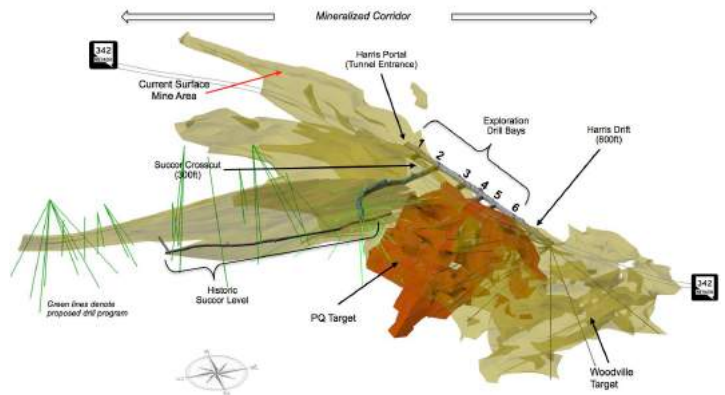 Mineralized Corridor
342
Harris Portal
(Tunnel Entrance)
Current Surface
Mine Area
Exploration
Drill Bays
Harris Drift
(800ft)
1
2
3
4
5
6
Succor Crosscut
(300ft)
Historic
Succor Level
Green lines denote
proposed drill program
PQ Target
342
Woodville
Target